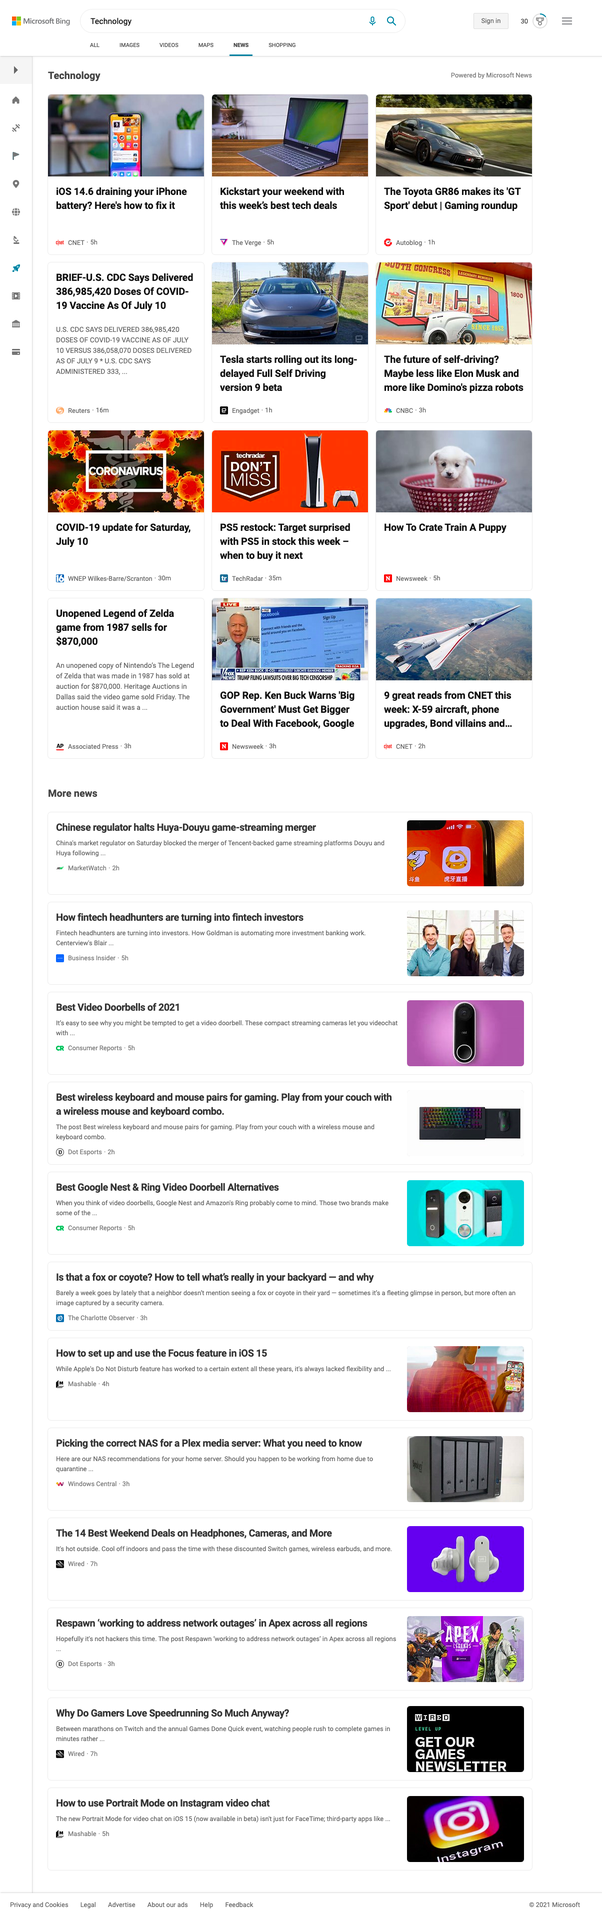 Microsoft Bing
Technology
Sign in
30
ALL
IMAGES
VIDEOS
MAPS
NEWS
SHOPPING
Technology
Powered by Microsoft News
iOS 14.6 draining your iPhone
battery? Here's how to fix it
CNET · 5h
Kickstart your weekend with
this week's best tech deals
The Verge · 5h
The Toyota GR86 makes its 'GT
Sport' debut | Gaming roundup
Autoblog · 1h
BRIEF-U.S. CDC Says Delivered
386,985,420 Doses Of COVID-
19 Vaccine As Of July 10
U.S. CDC SAYS DELIVERED 386,985,420
DOSES OF COVID-19 VACCINE AS OF JULY
10 VERSUS 386,058,070 DOSES DELIVERED
AS OF JULY 9 * U.S. CDC SAYS
ADMINISTERED 333, ...
Reuters · 16m
Tesla starts rolling out its long-
delayed Full Self Driving
version 9 beta
Engadget · 1h
SOUTH CONGRESS
1800
SOCO
SINCE 1852
The future of self-driving?
Maybe less like Elon Musk and
more like Domino's pizza robots
CNBC · 3h
CORONAVIRUS
COVID-19 update for Saturday,
July 10
WNEP Wilkes-Barre/Scranton · 30m
techradar
DON'T
MISS
PS5 restock: Target surprised
with PS5 in stock this week –
when to buy it next
TechRadar · 35m
How To Crate Train A Puppy
Newsweek · 5h
Unopened Legend of Zelda
game from 1987 sells for
$870,000
An unopened copy of Nintendo's The Legend
of Zelda that was made in 1987 has sold at
auction for $870,000. Heritage Auctions in
Dallas said the video game sold Friday. The
auction house said it was a ...
AP
Associated Press · 3h
LIVE
facebook
Sign Up
TRUMP FILING LAWSUITS OVER BIG TECH CENSORSHIP
GOP Rep. Ken Buck Warns 'Big
Government' Must Get Bigger
to Deal With Facebook, Google
Newsweek · 3h
9 great reads from CNET this
week: X-59 aircraft, phone
upgrades, Bond villains and...
CNET · 2h
More news
Chinese regulator halts Huya-Douyu game-streaming merger
China's market regulator on Saturday blocked the merger of Tencent-backed game streaming platforms Douyu and
Huya following ...
MarketWatch · 2h
斗鱼
虎牙直播
How fintech headhunters are turning into fintech investors
Fintech headhunters are turning into investors. How Goldman is automating more investment banking work.
Centerview's Blair ...
Business Insider · 5h
Best Video Doorbells of 2021
It's easy to see why you might be tempted to get a video doorbell. These compact streaming cameras let you videochat
with ...
CR
Consumer Reports · 5h
Best wireless keyboard and mouse pairs for gaming. Play from your couch with
a wireless mouse and keyboard combo.
The post Best wireless keyboard and mouse pairs for gaming. Play from your couch with a wireless mouse and
keyboard combo.
Dot Esports · 2h
Best Google Nest & Ring Video Doorbell Alternatives
When you think of video doorbells, Google Nest and Amazon's Ring probably come to mind. Those two brands make
some of the ...
CR
Consumer Reports · 5h
Is that a fox or coyote? How to tell what's really in your backyard — and why
Barely a week goes by lately that a neighbor doesn't mention seeing a fox or coyote in their yard — sometimes it's a fleeting glimpse in person, but more often an
image captured by a security camera.
The Charlotte Observer · 3h
How to set up and use the Focus feature in iOS 15
While Apple's Do Not Disturb feature has worked to a certain extent all these years, it's always lacked flexibility and ...
Mashable · 4h
Picking the correct NAS for a Plex media server: What you need to know
Here are our NAS recommendations for your home server. Should you happen to be working from home due to
quarantine ...
Windows Central · 3h
The 14 Best Weekend Deals on Headphones, Cameras, and More
It's hot outside. Cool off indoors and pass the time with these discounted Switch games, wireless earbuds, and more.
Wired · 7h
Respawn 'working to address network outages' in Apex across all regions
Hopefully it's not hackers this time. The post Respawn 'working to address network outages' in Apex across all regions
...
Dot Esports · 3h
APEX
LEGENDS
Why Do Gamers Love Speedrunning So Much Anyway?
Between marathons on Twitch and the annual Games Done Quick event, watching people rush to complete games in
minutes rather ...
Wired · 7h
WIRED
LEVEL UP
GET OUR
GAMES
NEWSLETTER
How to use Portrait Mode on Instagram video chat
The new Portrait Mode for video chat on iOS 15 (now available in beta) isn't just for FaceTime; third-party apps like ...
Mashable · 5h
Instagram
Privacy and Cookies
Legal
Advertise
About our ads
Help
Feedback
© 2021 Microsoft